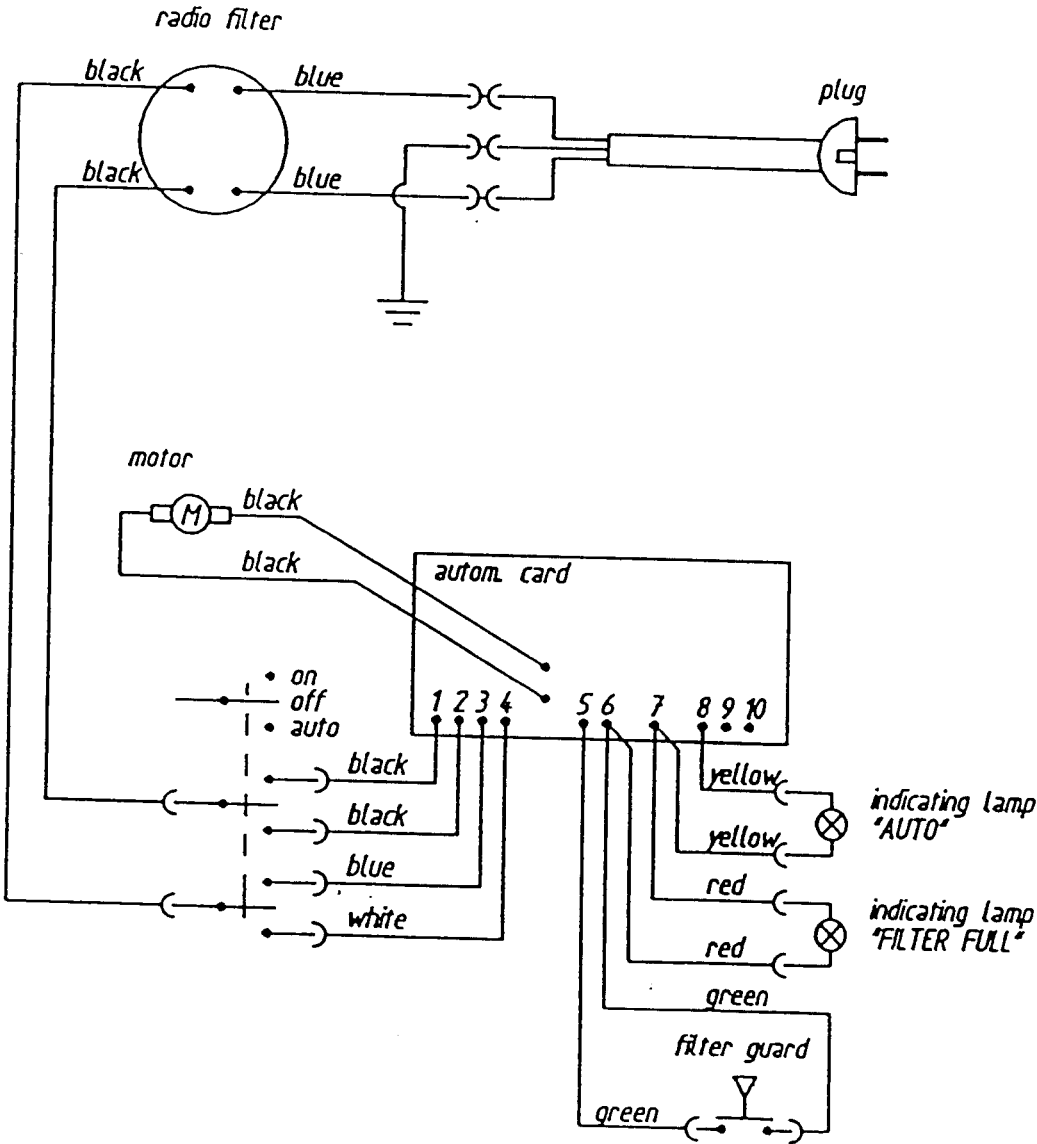 radio filter
black
blue
plug
black
blue
motor
M
black
black
autom. card
on
off
auto
1 2 3 4 5 6 7 8 9 10
black
black
blue
white
yellow
yellow
indicating lamp
"AUTO"
red
red
indicating lamp
"FILTER FULL"
green
filter guard
green